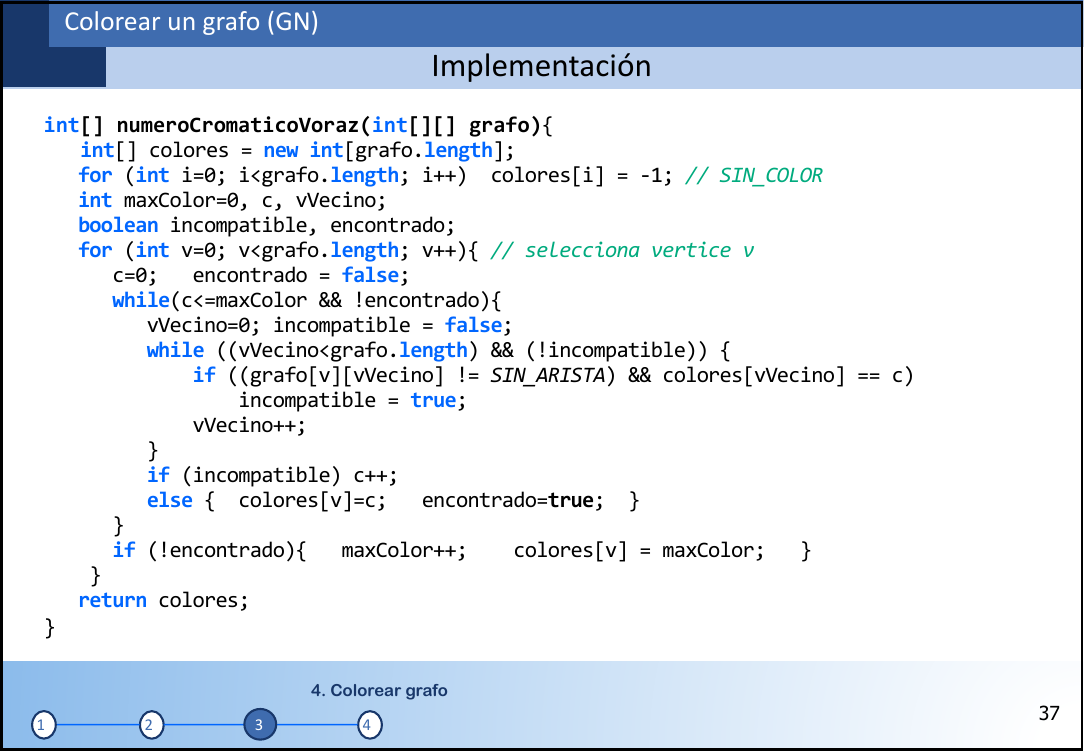 Colorear un grafo (GN)
Implementación
int[] numeroCromaticoVoraz(int[][] grafo){
int[] colores = new int[grafo.length];
for (int i=0; i<grafo.length; i++)  colores[i] = -1; // SIN_COLOR
int maxColor=0, c, vVecino;
boolean incompatible, encontrado;
for (int v=0; v<grafo.length; v++){ // selecciona vertice v
c=0;   encontrado = false;
while(c<=maxColor && !encontrado){
vVecino=0; incompatible = false;
while ((vVecino<grafo.length) && (!incompatible)) {
if ((grafo[v][vVecino] != SIN_ARISTA) && colores[vVecino] == c)
incompatible = true;
vVecino++;
}
if (incompatible) c++;
else {  colores[v]=c;   encontrado=true;  }
}
if (!encontrado){   maxColor++;    colores[v] = maxColor;   }
}
return colores;
}
4. Colorear grafo
1 2 3 4
37